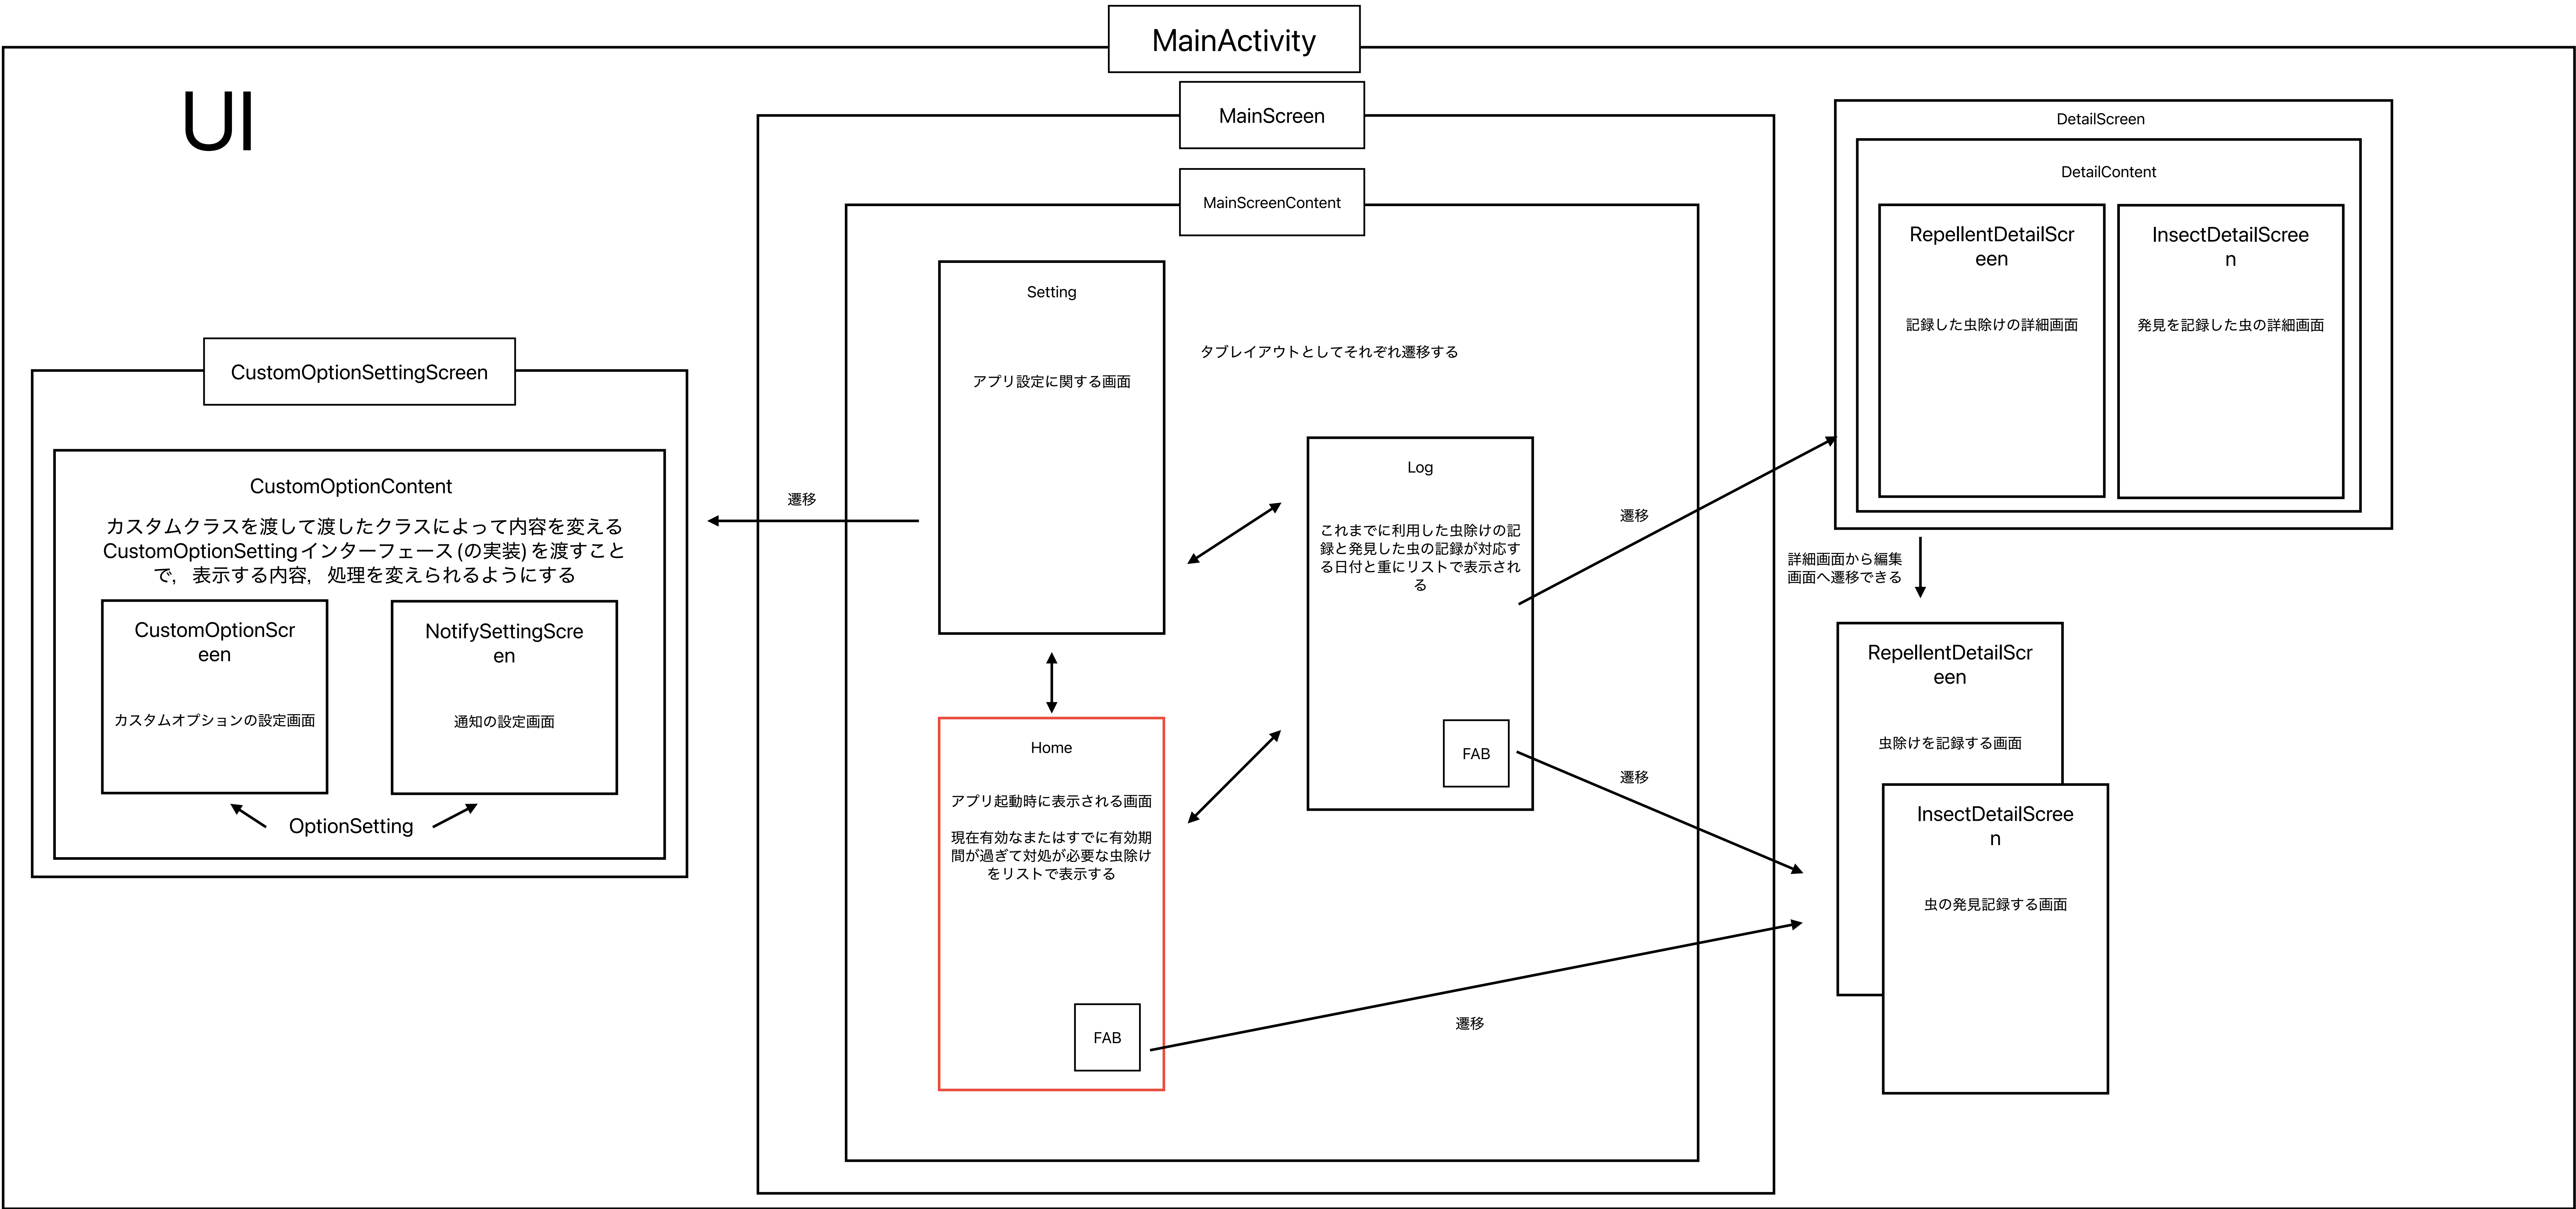 MainActivity
UI
MainScreen
MainScreenContent
Setting
アプリ設定に関する画面
タブレイアウトとしてそれぞれ遷移する
Log
これまでに利用した虫除けの記
録と発見した虫の記録が対応す
る日付と重にリストで表示され
る
FAB
Home
アプリ起動時に表示される画面
現在有効なまたはすでに有効期
間が過ぎて対処が必要な虫除け
をリストで表示する
FAB
遷移
遷移
遷移
遷移
CustomOptionSettingScreen
CustomOptionContent
カスタムクラスを渡して渡したクラスによって内容を変える
CustomOptionSettingインターフェース(の実装)を渡すこと
で，表示する内容，処理を変えられるようにする
CustomOptionScr
een
カスタムオプションの設定画面
NotifySettingScre
en
通知の設定画面
OptionSetting
DetailScreen
DetailContent
RepellentDetailScr
een
記録した虫除けの詳細画面
InsectDetailScree
n
発見を記録した虫の詳細画面
詳細画面から編集
画面へ遷移できる
RepellentDetailScr
een
虫除けを記録する画面
InsectDetailScree
n
虫の発見記録する画面